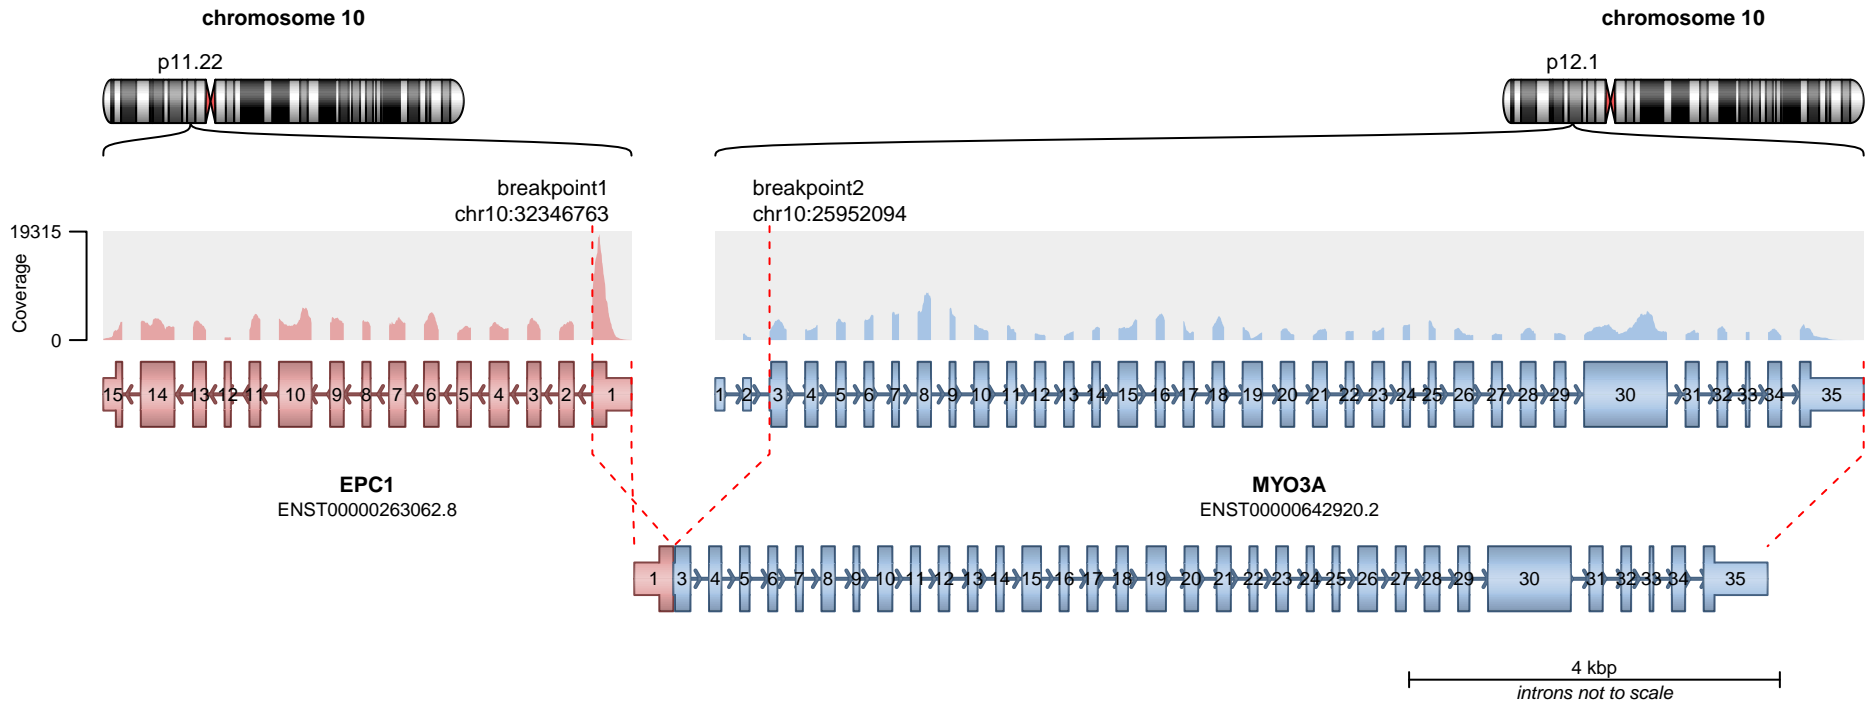 chromosome 10
chromosome 10
p11.22
p12.1
breakpoint1
chr10:32346763
breakpoint2
chr10:25952094
19315
Coverage
0
15 14 13 12 11 10 9 8 7 6 5 4 3 2 1
1 2 3 4 5 6 7 8 9 10 11 12 13 14 15 16 17 18 19 20 21 22 23 24 25 26 27 28 29 30 31 32 33 34 35
EPC1
ENST00000263062.8
MYO3A
ENST00000642920.2
1 3 4 5 6 7 8 9 10 11 12 13 14 15 16 17 18 19 20 21 22 23 24 25 26 27 28 29 30 31 32 33 34 35
4 kbp
introns not to scale